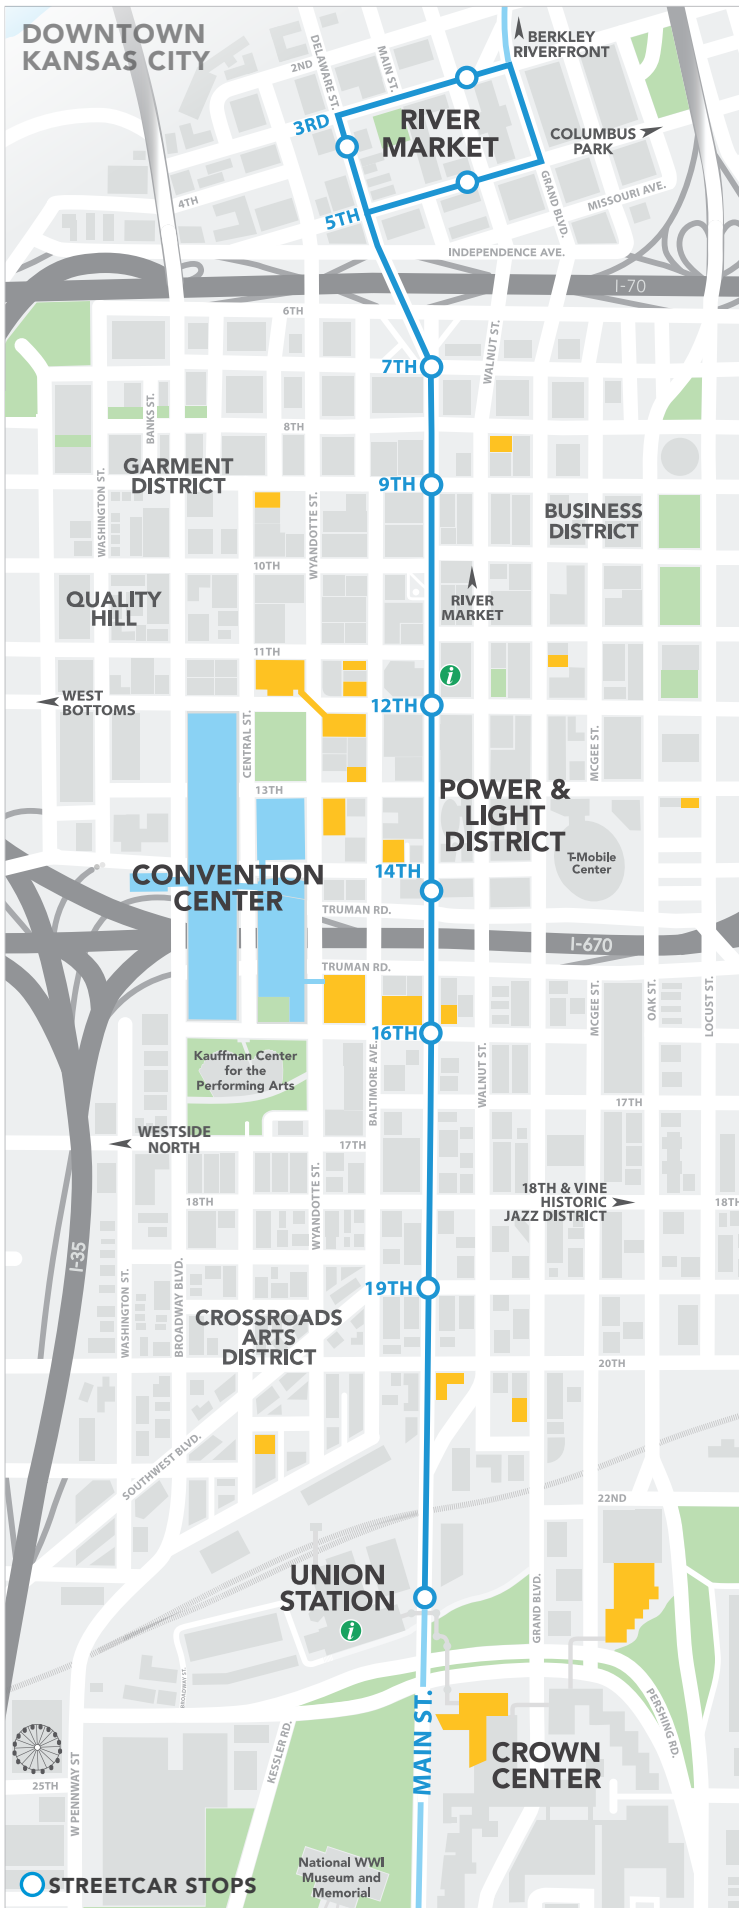 DOWNTOWN
KANSAS CITY
BERKLEY
RIVERFRONT
2ND
DELAWARE ST.
MAIN ST.
3RD
RIVER
MARKET
COLUMBUS
PARK
4TH
5TH
GRAND BLVD.
MISSOURI AVE.
INDEPENDENCE AVE.
I-70
6TH
WALNUT ST.
7TH
BANKS ST.
8TH
GARMENT
DISTRICT
9TH
WASHINGTON ST.
WYANDOTTE ST.
BUSINESS
DISTRICT
10TH
QUALITY
HILL
RIVER
MARKET
11TH
i
WEST
BOTTOMS
12TH
CENTRAL ST.
MCGEE ST.
13TH
POWER &
LIGHT
DISTRICT
T-Mobile
Center
CONVENTION
CENTER
14TH
TRUMAN RD.
I-670
TRUMAN RD.
MCGEE ST.
OAK ST.
LOCUST ST.
16TH
Kauffman Center
for the
Performing Arts
BALTIMORE AVE.
WALNUT ST.
17TH
WESTSIDE
NORTH
17TH
18TH
WYANDOTTE ST.
18TH & VINE
HISTORIC
JAZZ DISTRICT
18TH
I-35
WASHINGTON ST.
BROADWAY BLVD.
19TH
CROSSROADS
ARTS
DISTRICT
20TH
SOUTHWEST BLVD.
22ND
UNION
STATION
i
GRAND BLVD.
BROADWAY ST.
KESSLER RD.
MAIN ST.
PERSHING RD.
CROWN
CENTER
25TH
W PENNWAY ST
National WWI
Museum and
Memorial
STREETCAR STOPS